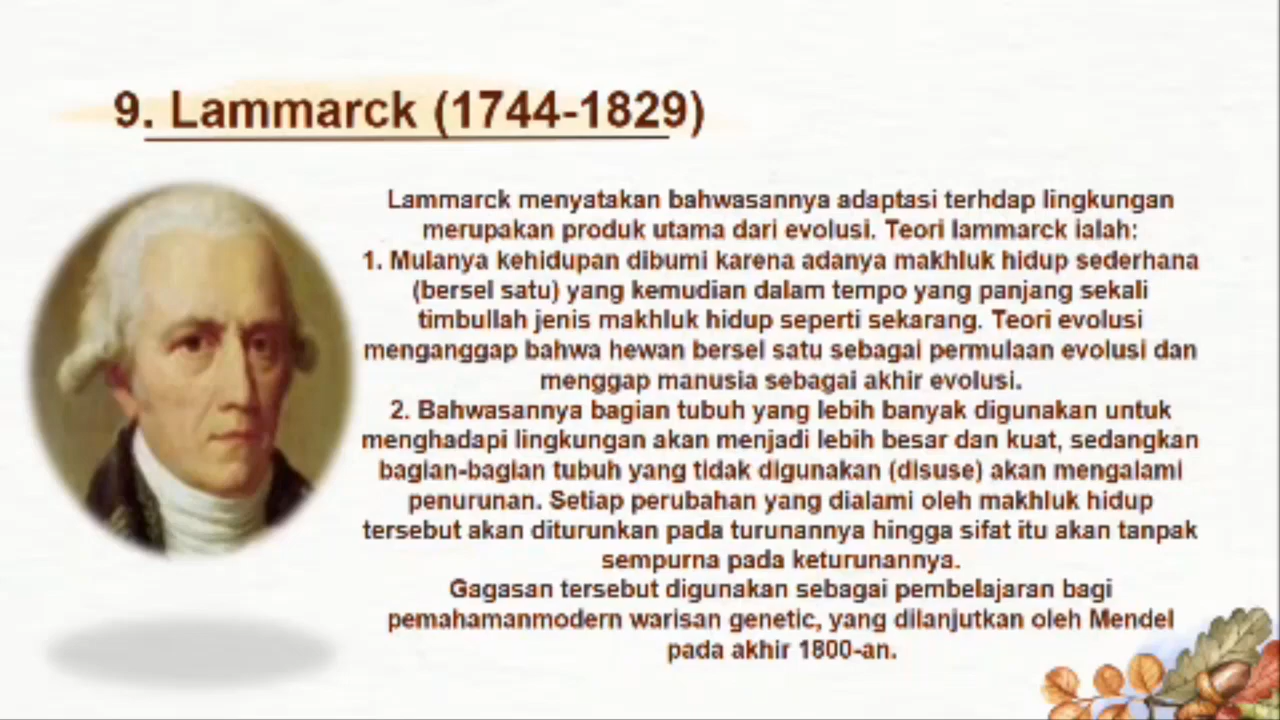 9. Lammarck (1744-1829)
Lammarck menyatakan bahwasannya adaptasi terhdap lingkungan
merupakan produk utama dari evolusi. Teori lammarck ialah:
1. Mulanya kehidupan dibumi karena adanya makhluk hidup sederhana
(bersel satu) yang kemudian dalam tempo yang panjang sekali
timbullah jenis makhluk hidup seperti sekarang. Teori evolusi
menganggap bahwa hewan bersel satu sebagai permulaan evolusi dan
menggap manusia sebagai akhir evolusi.
2. Bahwasannya bagian tubuh yang lebih banyak digunakan untuk
menghadapi lingkungan akan menjadi lebih besar dan kuat, sedangkan
bagian-bagian tubuh yang tidak digunakan (disuse) akan mengalami
penurunan. Setiap perubahan yang dialami oleh makhluk hidup
tersebut akan diturunkan pada turunannya hingga sifat itu akan tanpak
sempurna pada keturunannya.
Gagasan tersebut digunakan sebagai pembelajaran bagi
pemahamanmodern warisan genetic, yang dilanjutkan oleh Mendel
pada akhir 1800-an.